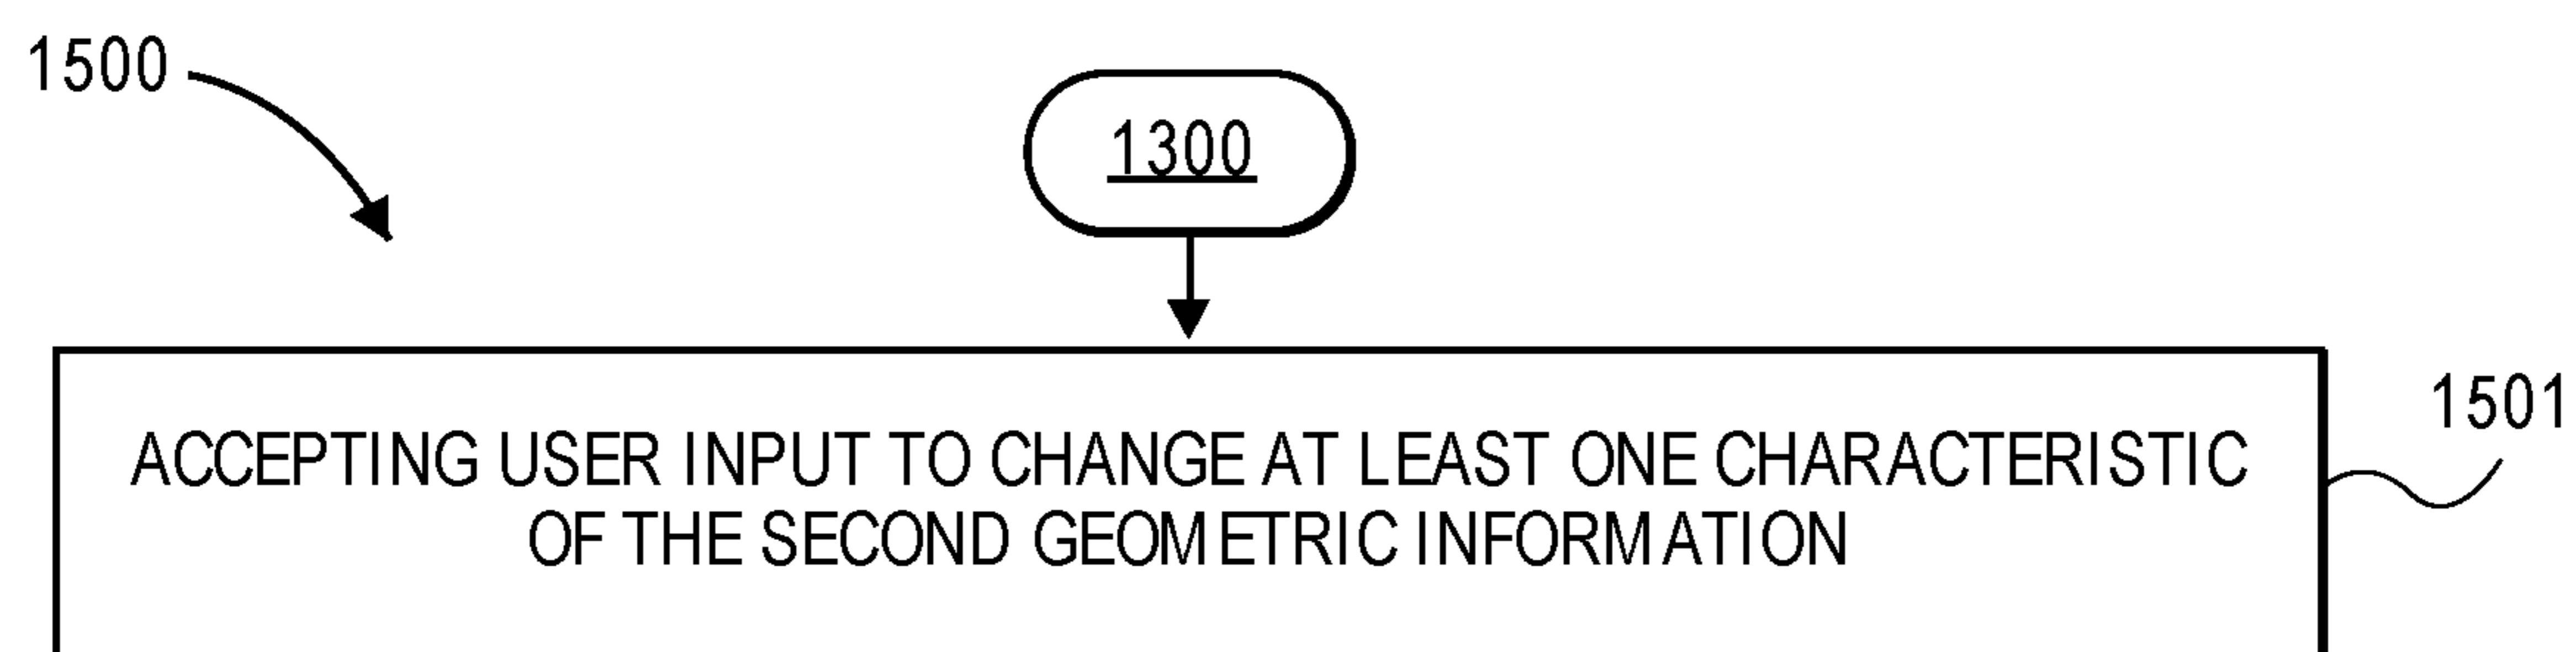 1500
1300
1501
ACCEPTING USER INPUT TO CHANGE AT LEAST ONE CHARACTERISTIC
OF THE SECOND GEOMETRIC INFORMATION